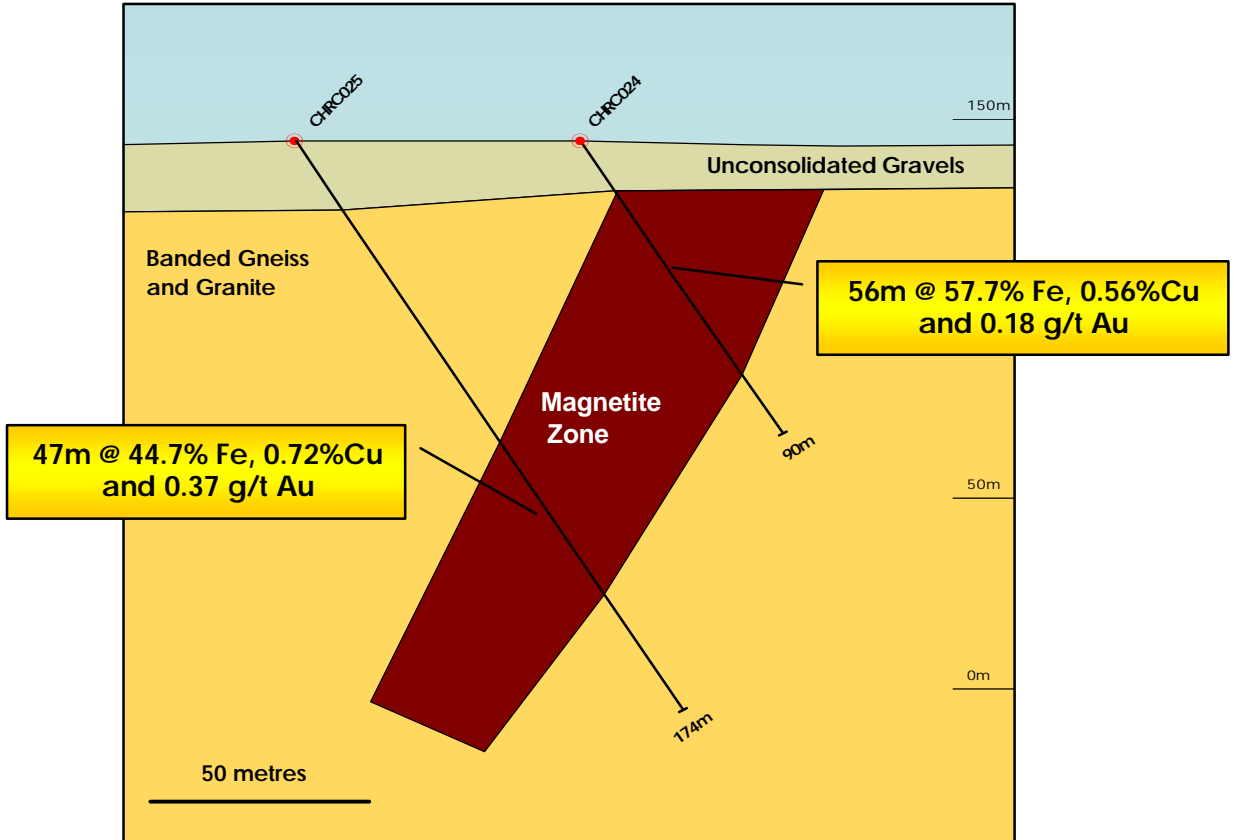 CHRC025
CHRC024
150m
Unconsolidated Gravels
Banded Gneiss
and Granite
56m @ 57.7% Fe, 0.56%Cu
and 0.18 g/t Au
Magnetite
Zone
90m
47m @ 44.7% Fe, 0.72%Cu
and 0.37 g/t Au
50m
0m
174m
50 metres